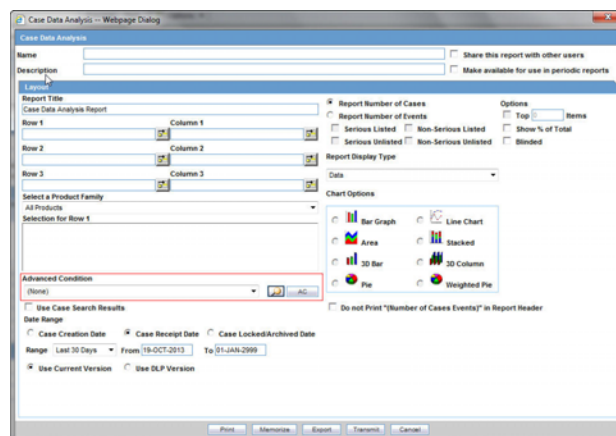 Case Data Analysis -- Webpage Dialog
Case Data Analysis
Name
Share this report with other users
Description
Make available for use in periodic reports
Layout
Report Title
Case Data Analysis Report
Row 1 Column 1
Row 2 Column 2
Row 3 Column 3
Select a Product Family
All Products
Selection for Row 1
Advanced Condition
(None)
AC
Use Case Search Results
Date Range
Case Creation Date Case Receipt Date Case Locked/Archived Date
Range Last 30 Days From 19-OCT-2013 To 01-JAN-2999
Use Current Version Use DLP Version
Report Number of Cases
Report Number of Events
Serious Listed Non-Serious Listed
Serious Unlisted Non-Serious Unlisted
Options
Top 0 Items
Show % of Total
Blinded
Report Display Type
Data
Chart Options
Bar Graph Line Chart
Area Stacked
3D Bar 3D Column
Pie Weighted Pie
Do not Print "(Number of Cases Events)" in Report Header
Print Memorize Export Transmit Cancel